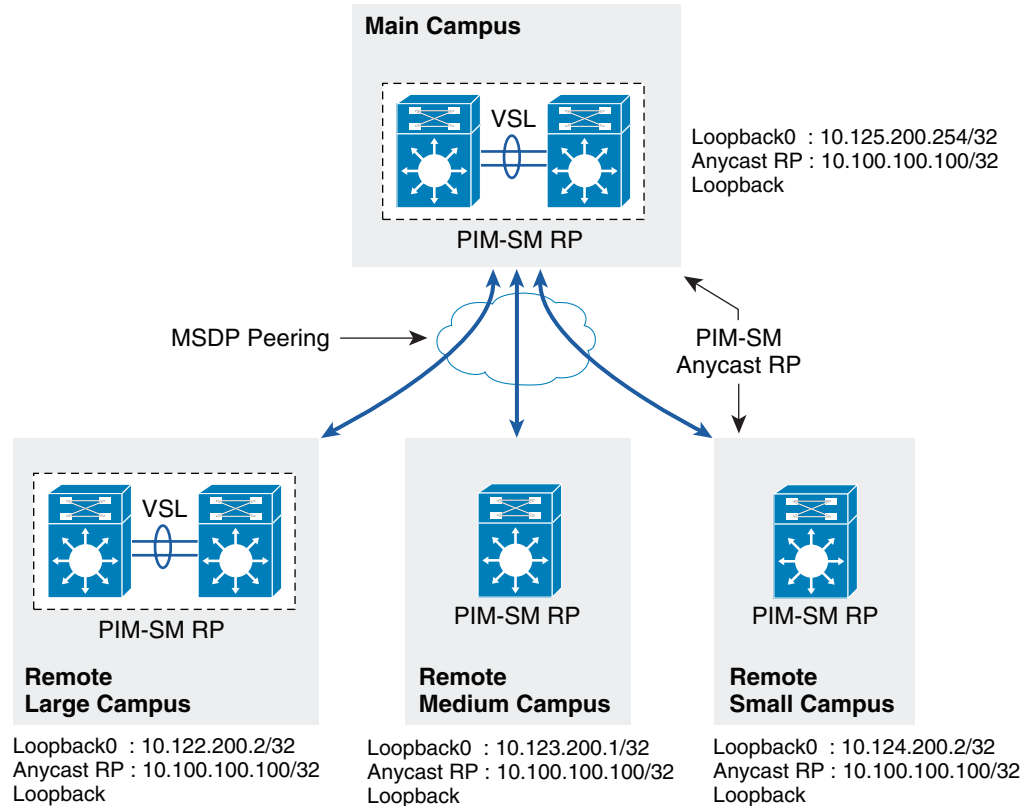 Main Campus
VSL
PIM-SM RP
Loopback0 : 10.125.200.254/32
Anycast RP : 10.100.100.100/32
Loopback
MSDP Peering
PIM-SM
Anycast RP
VSL
PIM-SM RP
Remote
Large Campus
Loopback0 : 10.122.200.2/32
Anycast RP : 10.100.100.100/32
Loopback
PIM-SM RP
Remote
Medium Campus
Loopback0 : 10.123.200.1/32
Anycast RP : 10.100.100.100/32
Loopback
PIM-SM RP
Remote
Small Campus
Loopback0 : 10.124.200.2/32
Anycast RP : 10.100.100.100/32
Loopback